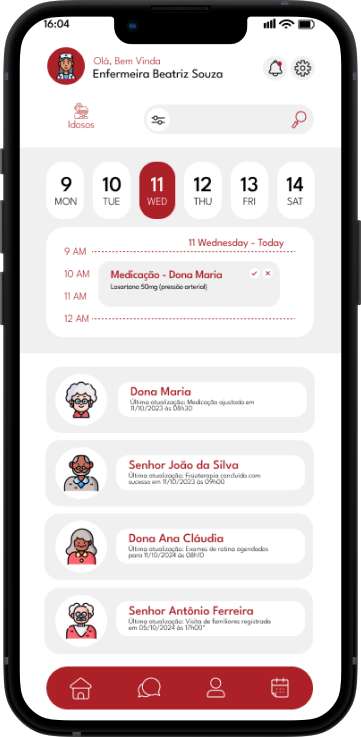 16:04
Olá, Bem Vinda
Enfermeira Beatriz Souza
Idosos
9 10 11 12 13 14
MON TUE WED THU FRI SAT
11 Wednesday - Today
9 AM
10 AM
Medicação - Dona Maria
Losartana 50mg (pressão arterial)
11 AM
12 AM
Dona Maria
Última atualização: Medicação ajustada em
11/10/2023 às 08h30
Senhor João da Silva
Última atualização: Fisioterapia concluída com
sucesso em 11/10/2023 às 09h00
Dona Ana Cláudia
Última atualização: Exames de rotina agendados
para 11/10/2024 às 08h10
Senhor Antônio Ferreira
Última atualização: Visita de familiares registrada
em 05/10/2024 às 17h00"